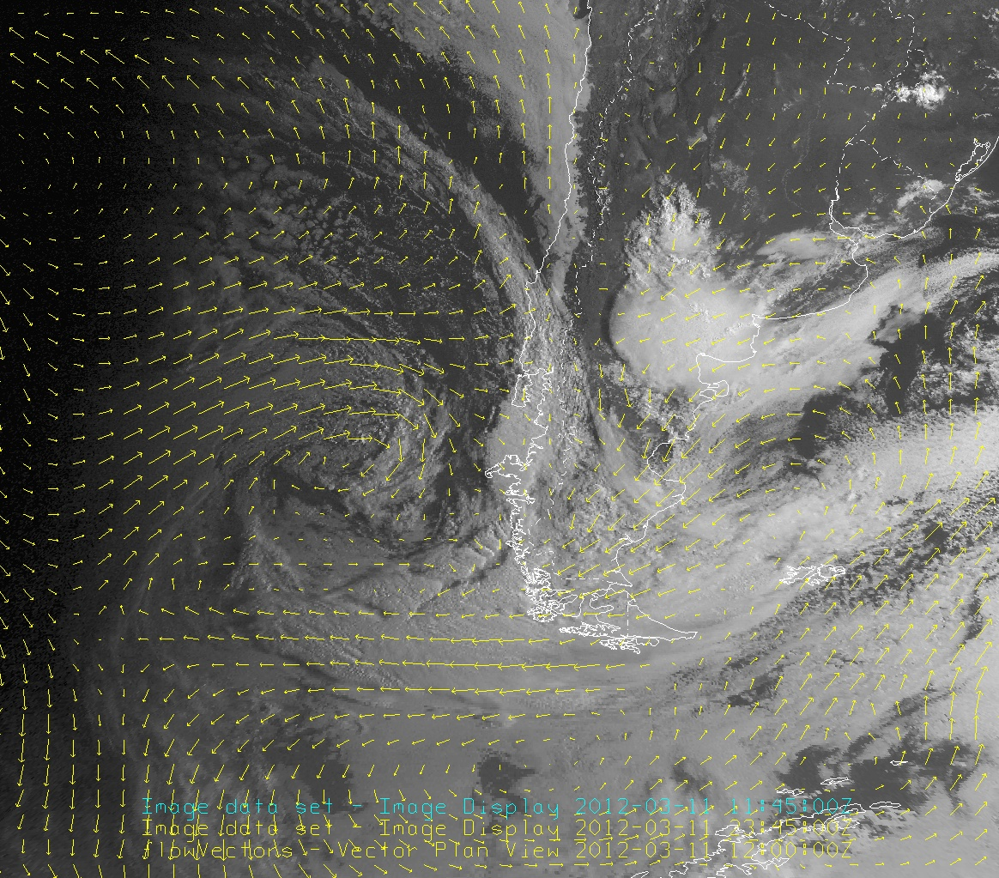 Image data set - Image Display 2012-03-11 11:45:00Z
Image data set - Image Display 2012-03-11 23:45:00Z
flowVectors - Vector Plan View 2012-03-11 12:00:00Z